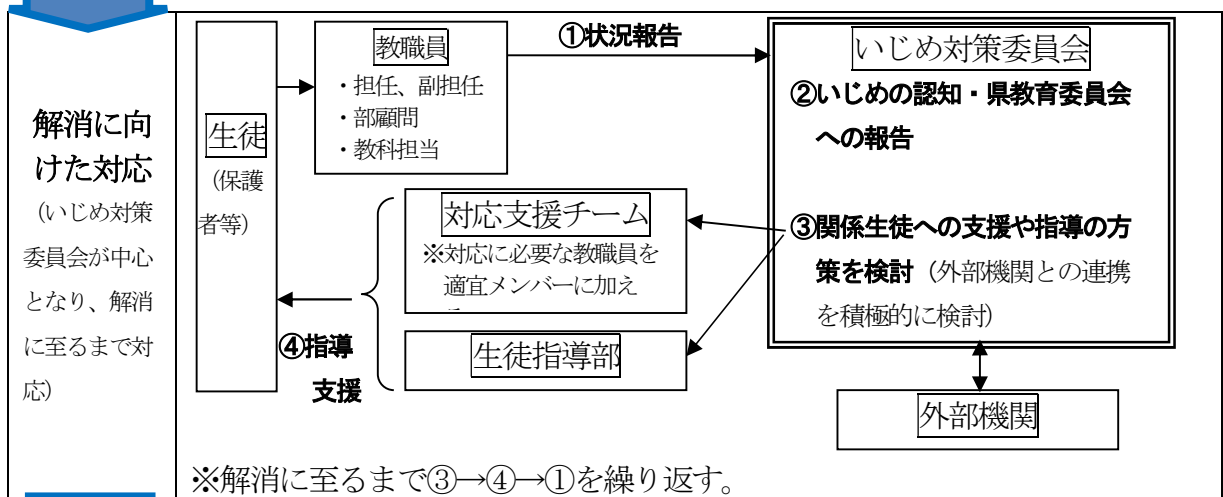 解消に向
けた対応
（いじめ対策
委員会が中心
となり、解消
に至るまで対
応）
生徒
（保護
者等）
教職員
・担任、副担任
・部顧問
・教科担当
①状況報告
いじめ対策委員会
②いじめの認知・県教育委員会
への報告
③関係生徒への支援や指導の方
策を検討（外部機関との連携
を積極的に検討）
対応支援チーム
※対応に必要な教職員を
適宜メンバーに加え
生徒指導部
④指導
支援
外部機関
※解消に至るまで③→④→①を繰り返す。